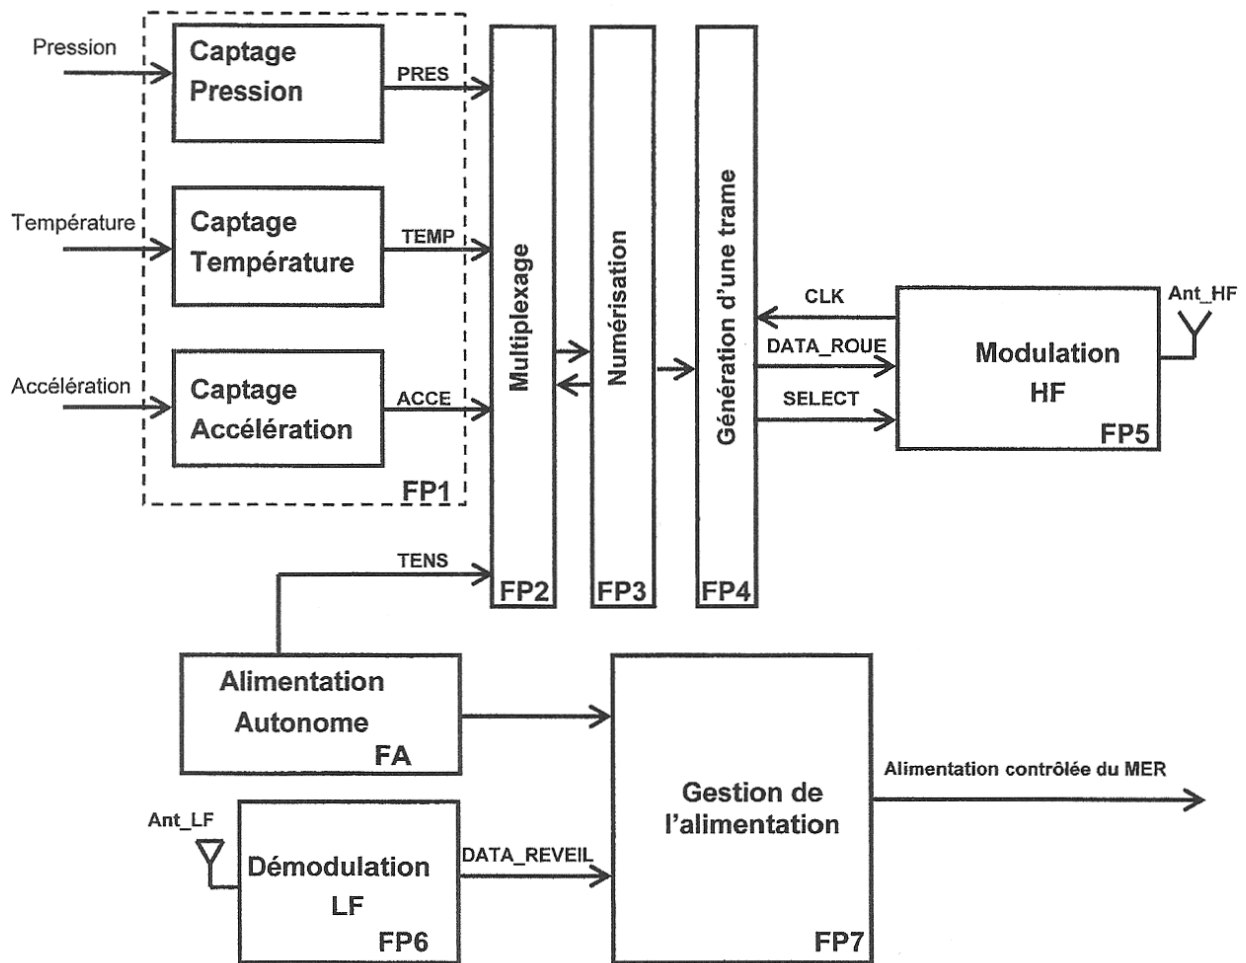 Pression
Captage
Pression
PRES
Température
Captage
Température
TEMP
Accélération
Captage
Accélération
ACCE
FP1
TENS
Multiplexage
FP2
Numérisation
FP3
Génération d'une trame
FP4
CLK
DATA_ROUE
SELECT
Modulation
HF
FP5
Ant_HF
Alimentation
Autonome
FA
Ant_LF
Démodulation
LF
FP6
DATA_REVEIL
Gestion de
l'alimentation
FP7
Alimentation contrôlée du MER